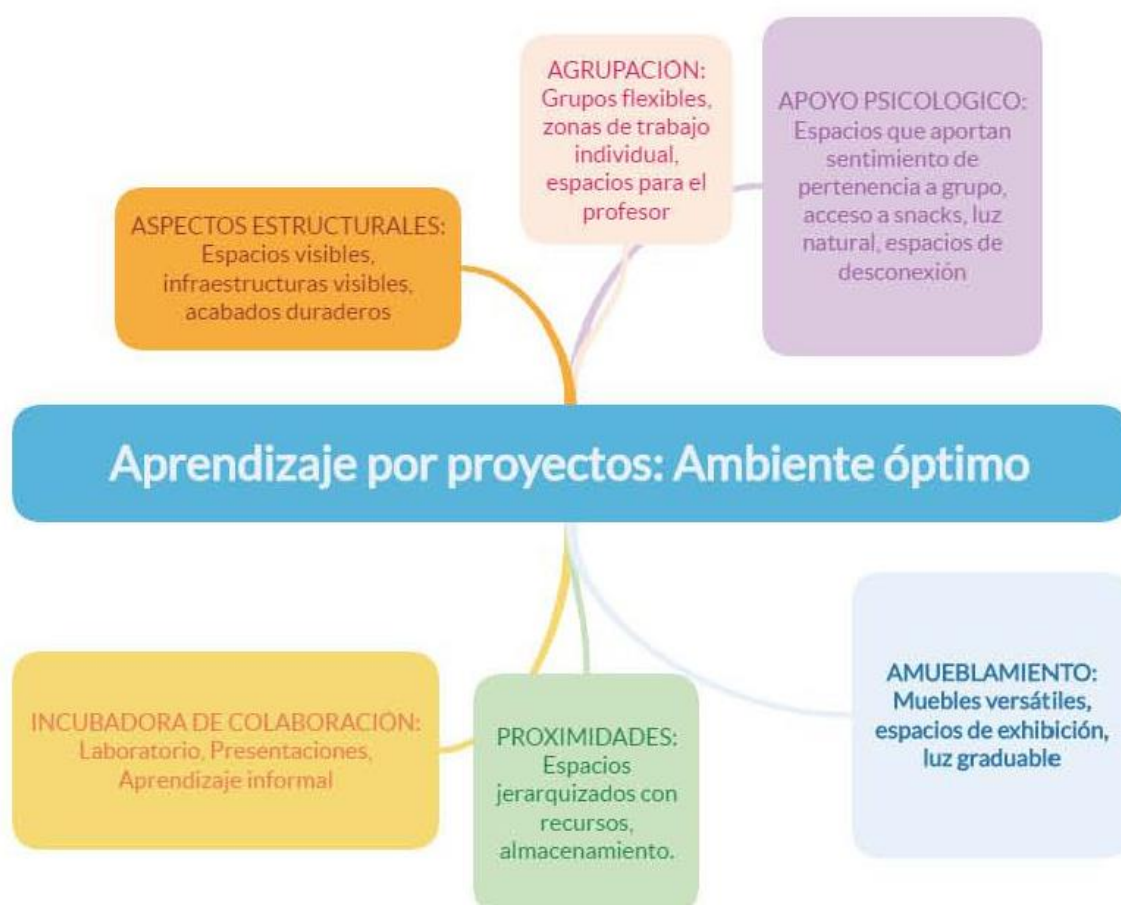 AGRUPACION:
Grupos flexibles,
zonas de trabajo
individual,
espacios para el
profesor
APOYO PSICOLOGICO:
Espacios que aportan
sentimiento de
pertenencia a grupo,
acceso a snacks, luz
natural, espacios de
desconexión
ASPECTOS ESTRUCTURALES:
Espacios visibles,
infraestructuras visibles,
acabados duraderos
Aprendizaje por proyectos: Ambiente óptimo
INCUBADORA DE COLABORACIÓN:
Laboratorio, Presentaciones,
Aprendizaje informal
PROXIMIDADES:
Espacios
jerarquizados con
recursos,
almacenamiento.
AMUEBLAMIENTO:
Muebles versátiles,
espacios de exhibición,
luz graduable